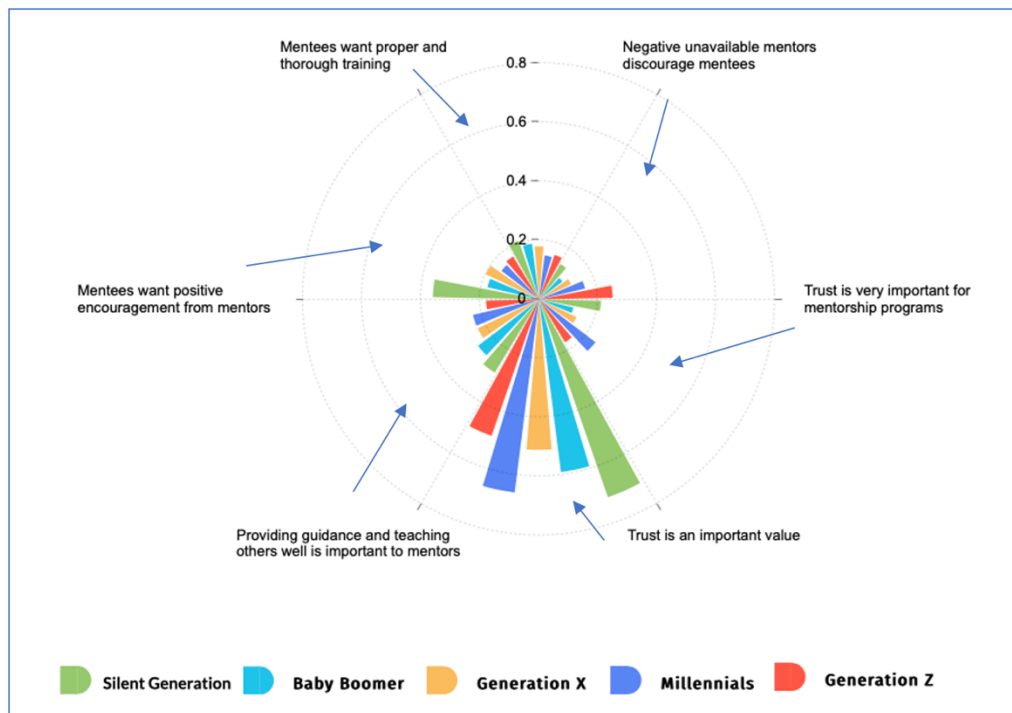 Mentees want proper and
thorough training
Negative unavailable mentors
discourage mentees
0.8
0.6
0.4
0.2
0
Mentees want positive
encouragement from mentors
Trust is very important for
mentorship programs
Providing guidance and teaching
others well is important to mentors
Trust is an important value
Silent Generation
Baby Boomer
Generation X
Millennials
Generation Z